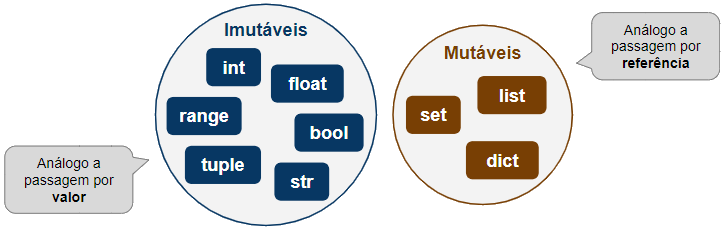 Imutáveis
int
float
range
bool
tuple
str
Análogo a
passagem por
valor
Mutáveis
list
set
dict
Análogo a
passagem por
referência